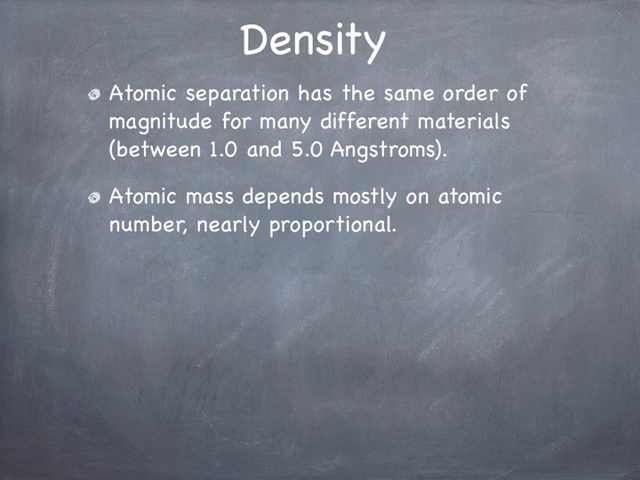 Density
Atomic separation has the same order of
magnitude for many different materials
(between 1.0 and 5.0 Angstroms).
Atomic mass depends mostly on atomic
number, nearly proportional.